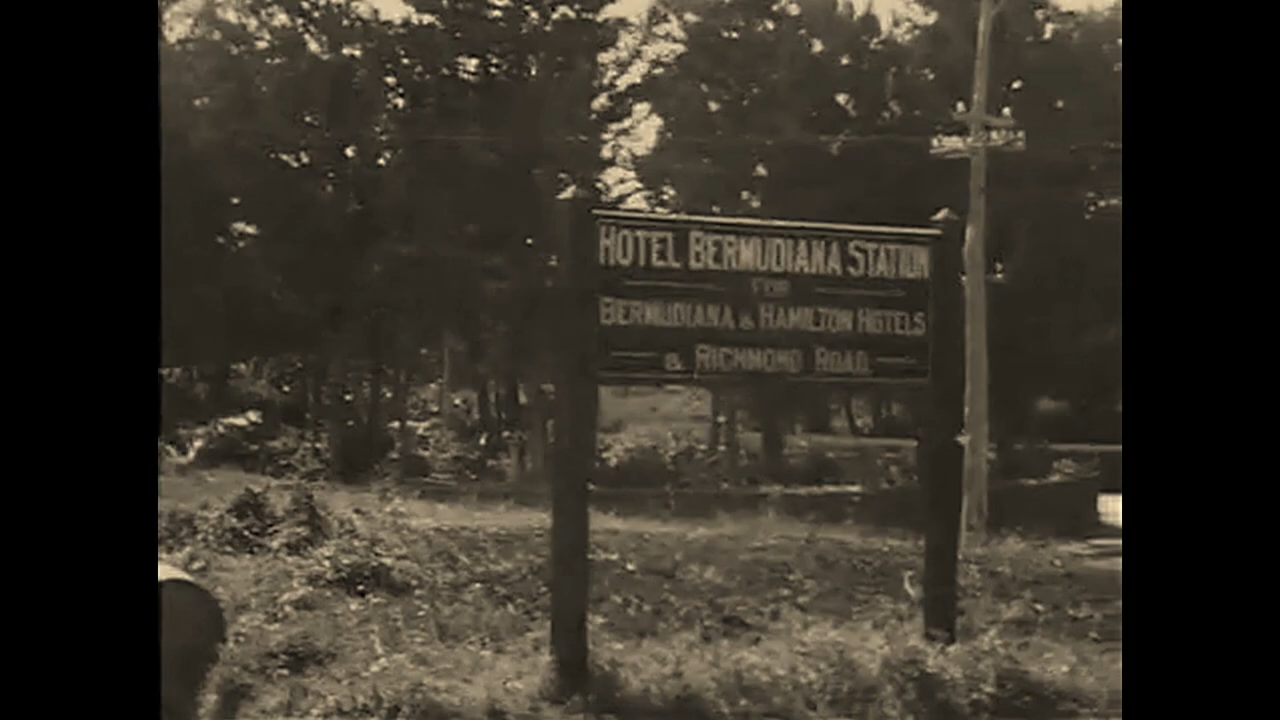 HOTEL BERMUDIANA STATION
FOR
BERMUDIANA & HAMILTON HOTELS
& RICHMOND ROAD